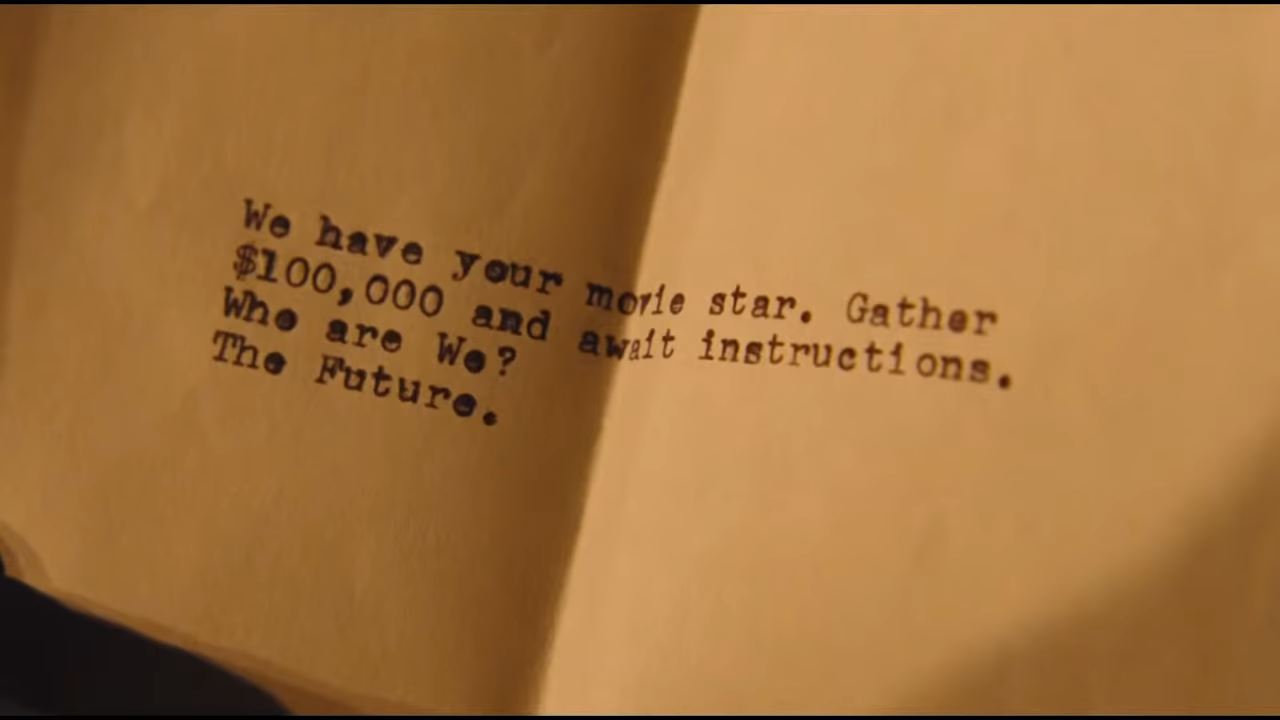 We have your movie star. Gather
$100,000 and await instructions.
Who are We?
The Future.